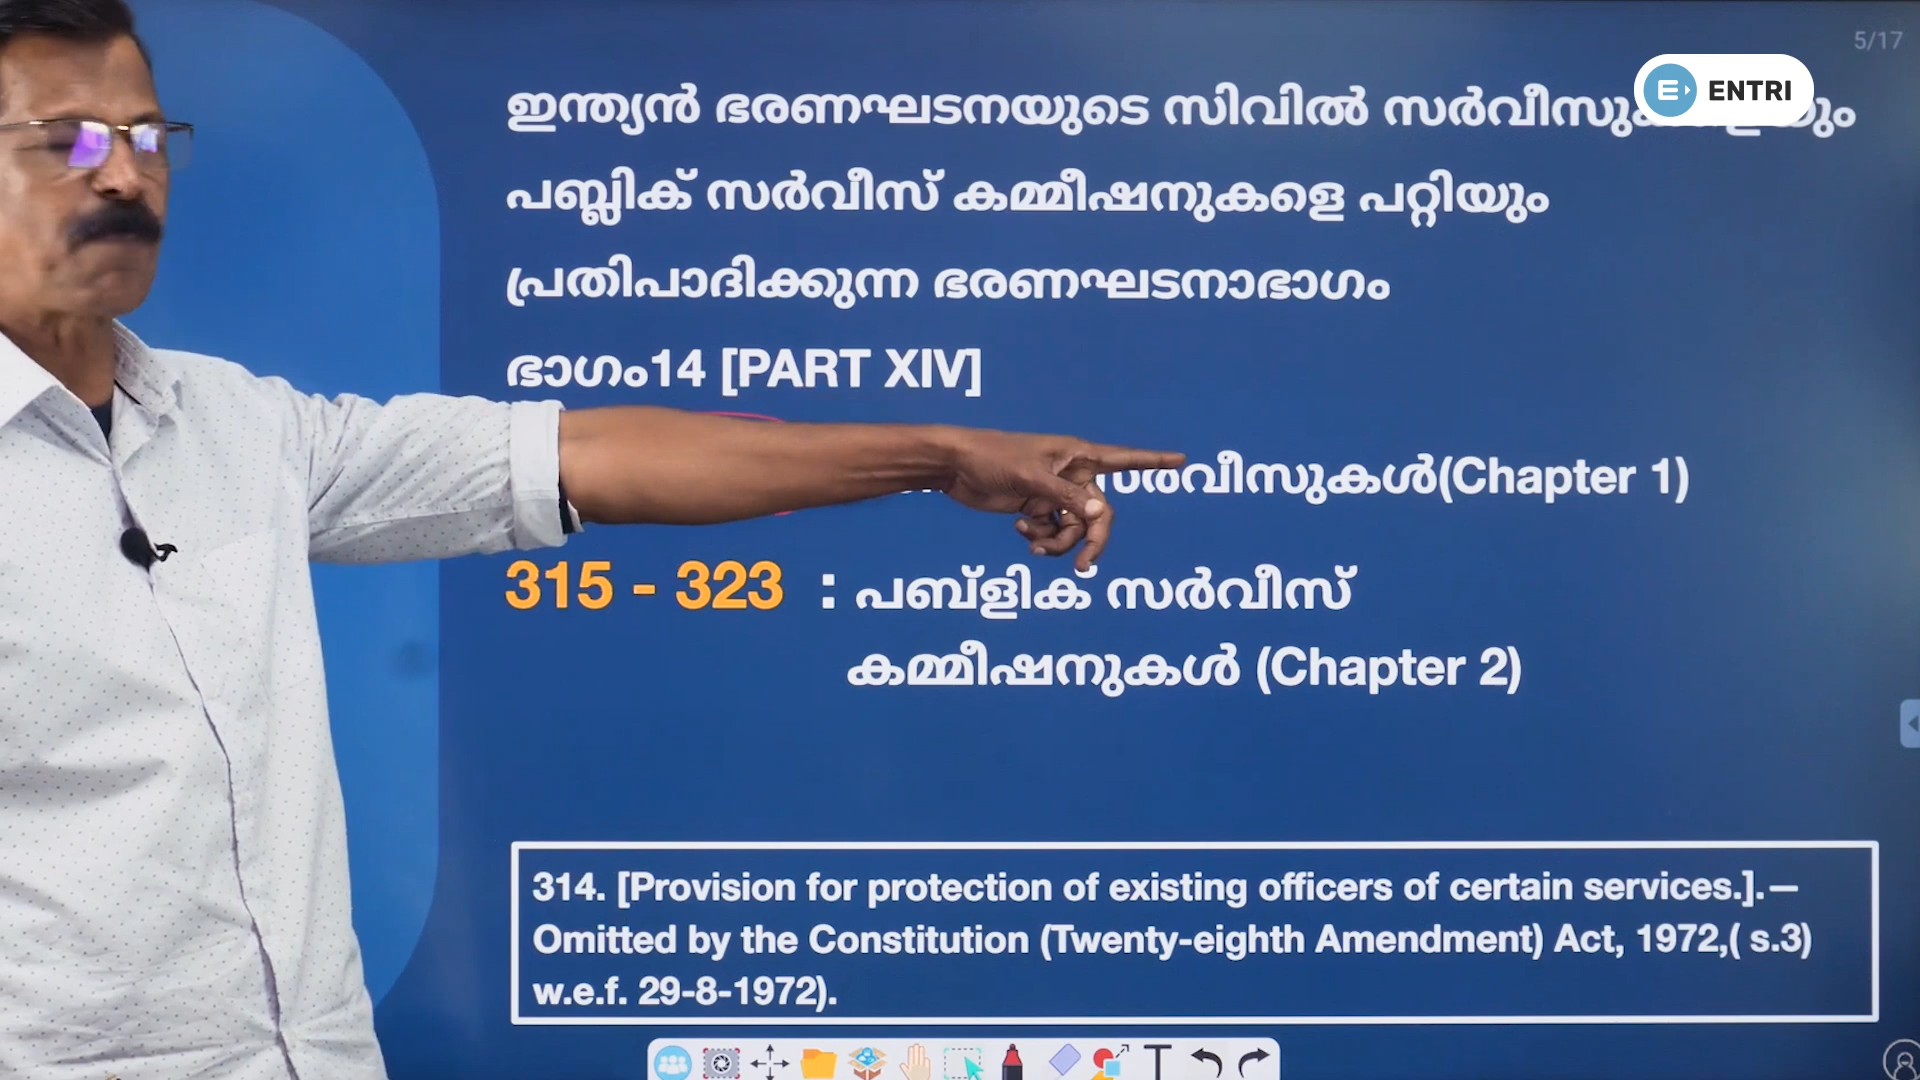 5/17
ENTRI
ഇന്ത്യൻ ഭരണഘടനയുടെ സിവിൽ
പബ്ലിക് സർവീസ് കമ്മീഷനുകളെ പറ്റിയും
പ്രതിപാദിക്കുന്ന ഭരണഘടനാഭാഗം
ഭാഗം14 [PART XIV]
സർവീസുകൾ(Chapter 1)
315 - 323 : പബ്ളിക് സർവീസ്
കമ്മീഷനുകൾ (Chapter 2)
314. [Provision for protection of existing officers of certain services.].—
Omitted by the Constitution (Twenty-eighth Amendment) Act, 1972,( s.3)
w.e.f. 29-8-1972).